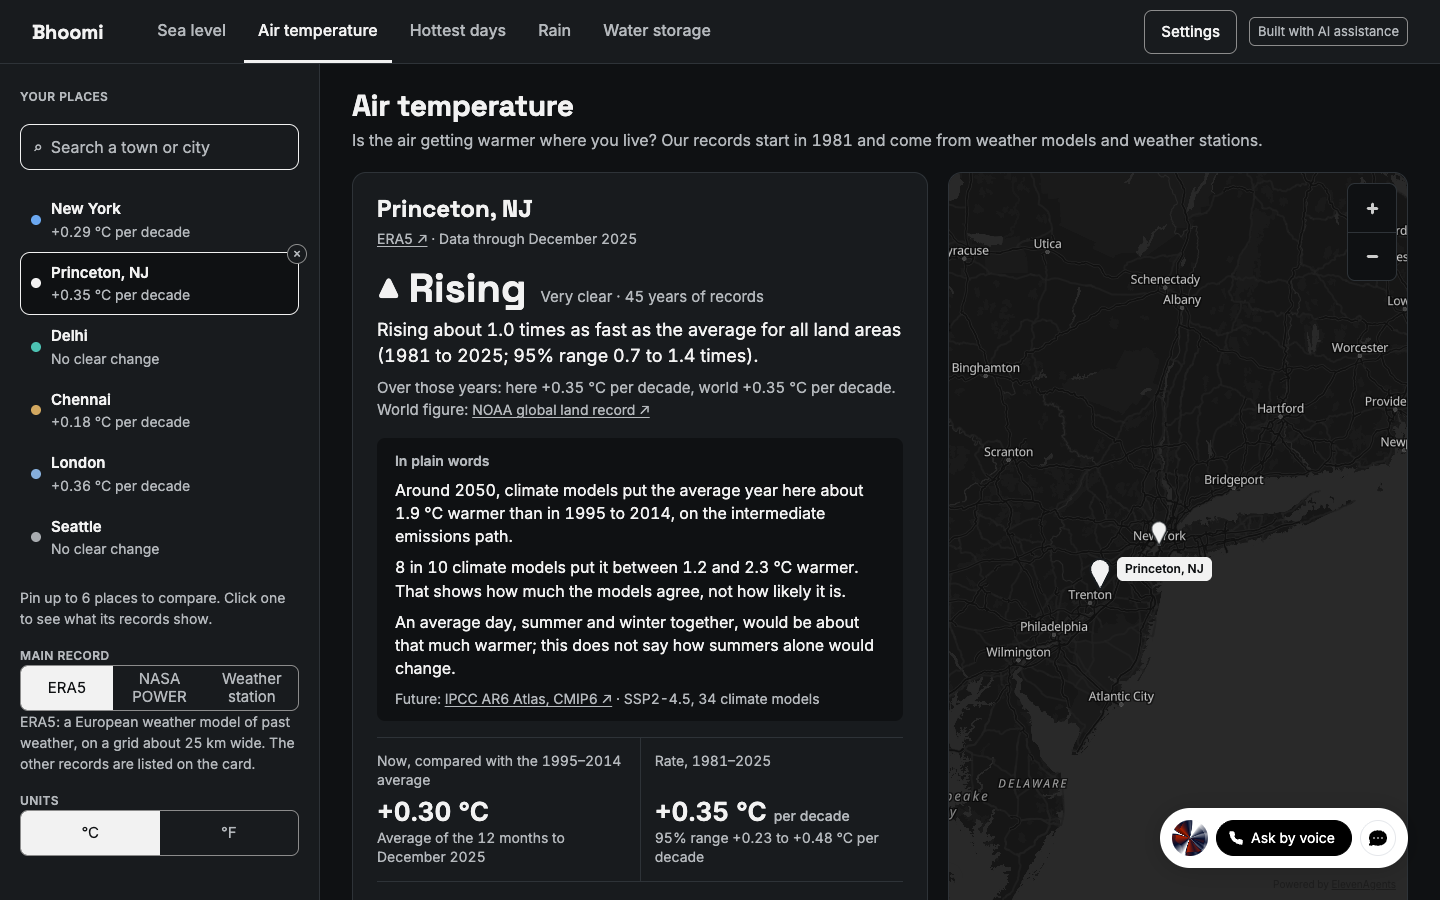 Bhoomi
Sea level
Air temperature
Hottest days
Rain
Water storage
Settings
Built with AI assistance
YOUR PLACES
Search a town or city
New York
+0.29 °C per decade
Princeton, NJ
+0.35 °C per decade
Delhi
No clear change
Chennai
+0.18 °C per decade
London
+0.36 °C per decade
Seattle
No clear change
Pin up to 6 places to compare. Click one
to see what its records show.
MAIN RECORD
ERA5
NASA
POWER
Weather
station
ERA5: a European weather model of past
weather, on a grid about 25 km wide. The
other records are listed on the card.
UNITS
°C
°F
Air temperature
Is the air getting warmer where you live? Our records start in 1981 and come from weather models and weather stations.
Princeton, NJ
ERA5 ↗ · Data through December 2025
▲ Rising
Very clear · 45 years of records
Rising about 1.0 times as fast as the average for all land areas
(1981 to 2025; 95% range 0.7 to 1.4 times).
Over those years: here +0.35 °C per decade, world +0.35 °C per decade.
World figure: NOAA global land record ↗
In plain words
Around 2050, climate models put the average year here about
1.9 °C warmer than in 1995 to 2014, on the intermediate
emissions path.
8 in 10 climate models put it between 1.2 and 2.3 °C warmer.
That shows how much the models agree, not how likely it is.
An average day, summer and winter together, would be about
that much warmer; this does not say how summers alone would
change.
Future: IPCC AR6 Atlas, CMIP6 ↗ · SSP2-4.5, 34 climate models
Now, compared with the 1995–2014
average
+0.30 °C
Average of the 12 months to
December 2025
Rate, 1981–2025
+0.35 °C per decade
95% range +0.23 to +0.48 °C per
decade
+
−
yracuse
Utica
Schenectady
Albany
Low
Worcester
Binghamton
Provide
Hartford
Newp
Scranton
Bridgeport
New York
Princeton, NJ
Trenton
Philadelphia
Wilmington
Atlantic City
DELAWARE
peake
y
Ask by voice
Powered by ElevenAgents